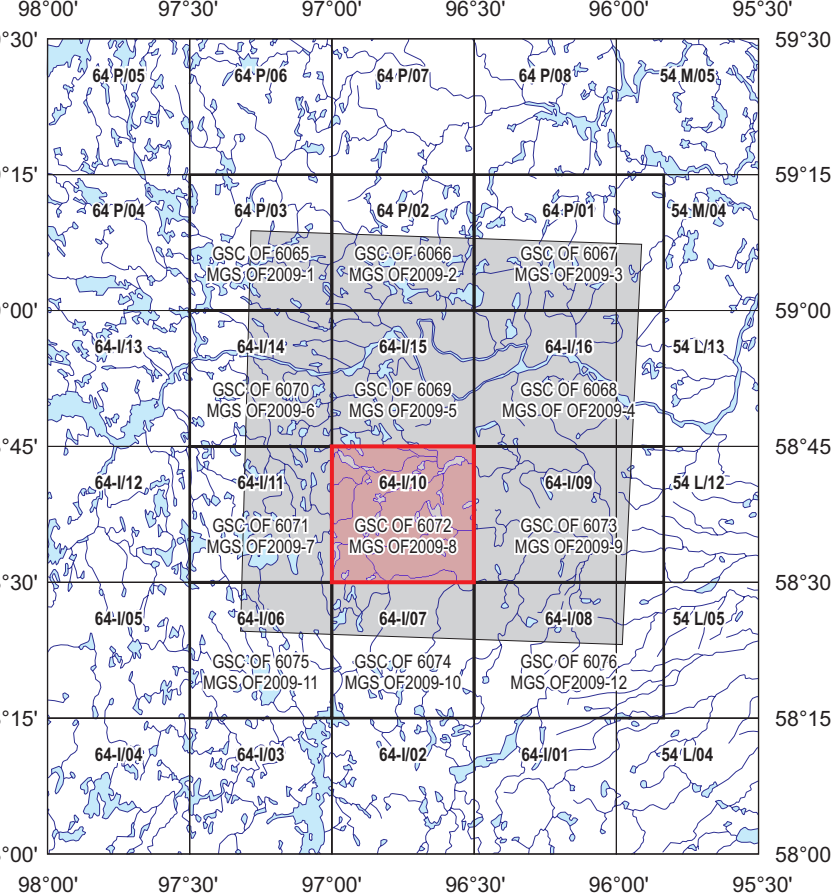 98°00' 97°30' 97°00' 96°30' 96°00' 95°30'
9°30' 59°30'
64 P/05 64 P/06 64 P/07 64 P/08 54 M/05
9°15' 59°15'
64 P/04 64 P/03 64 P/02 64 P/01 54 M/04
GSC OF 6065 GSC OF 6066 GSC OF 6067
MGS OF2009-1 MGS OF2009-2 MGS OF2009-3
9°00' 59°00'
64-I/13 64-I/14 64-I/15 64-I/16 54 L/13
GSC OF 6070 GSC OF 6069 GSC OF 6068
MGS OF2009-6 MGS OF2009-5 MGS OF OF2009-4
8°45' 58°45'
64-I/12 64-I/11 64-I/10 64-I/09 54 L/12
GSC OF 6071 GSC OF 6072 GSC OF 6073
MGS OF2009-7 MGS OF2009-8 MGS OF2009-9
8°30' 58°30'
64-I/05 64-I/06 64-I/07 64-I/08 54 L/05
GSC OF 6075 GSC OF 6074 GSC OF 6076
MGS OF2009-11 MGS OF2009-10 MGS OF2009-12
8°15' 58°15'
64-I/04 64-I/03 64-I/02 64-I/01 54 L/04
8°00' 58°00'
98°00' 97°30' 97°00' 96°30' 96°00' 95°30'